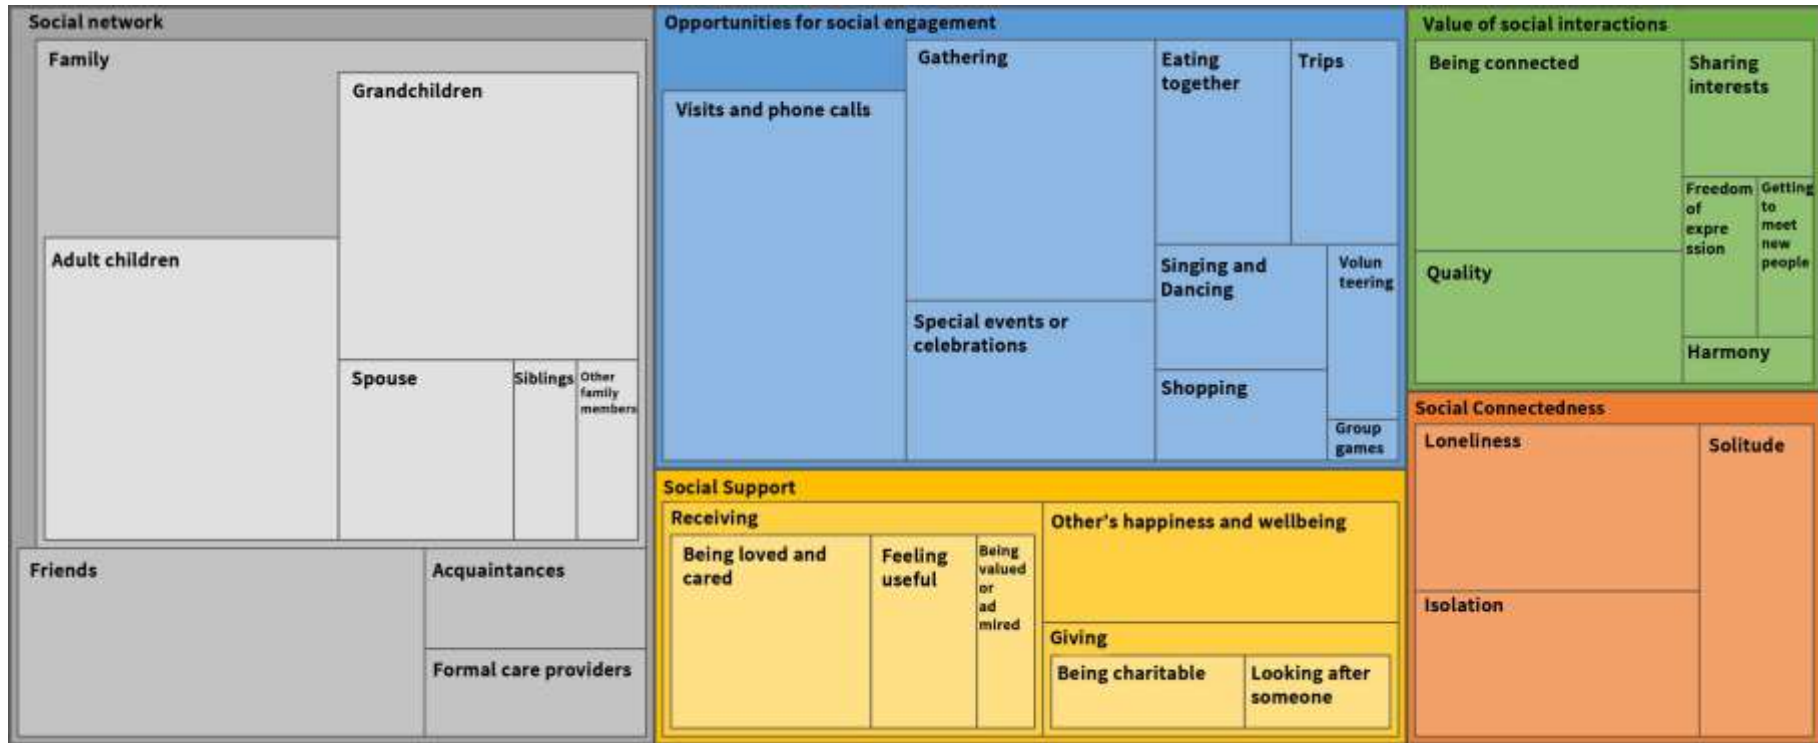 Social network
Family
Grandchildren
Adult children
Spouse
Siblings
Other
family
members
Friends
Acquaintances
Formal care providers
Opportunities for social engagement
Visits and phone calls
Gathering
Special events or
celebrations
Eating
together
Trips
Singing and
Dancing
Volun
teering
Shopping
Group
games
Social Support
Receiving
Being loved and
cared
Feeling
useful
Being
valued
or
ad
mired
Other's happiness and wellbeing
Giving
Being charitable
Looking after
someone
Value of social interactions
Being connected
Sharing
interests
Quality
Freedom
of
expre
ssion
Getting
to
meet
new
people
Harmony
Social Connectedness
Loneliness
Isolation
Solitude